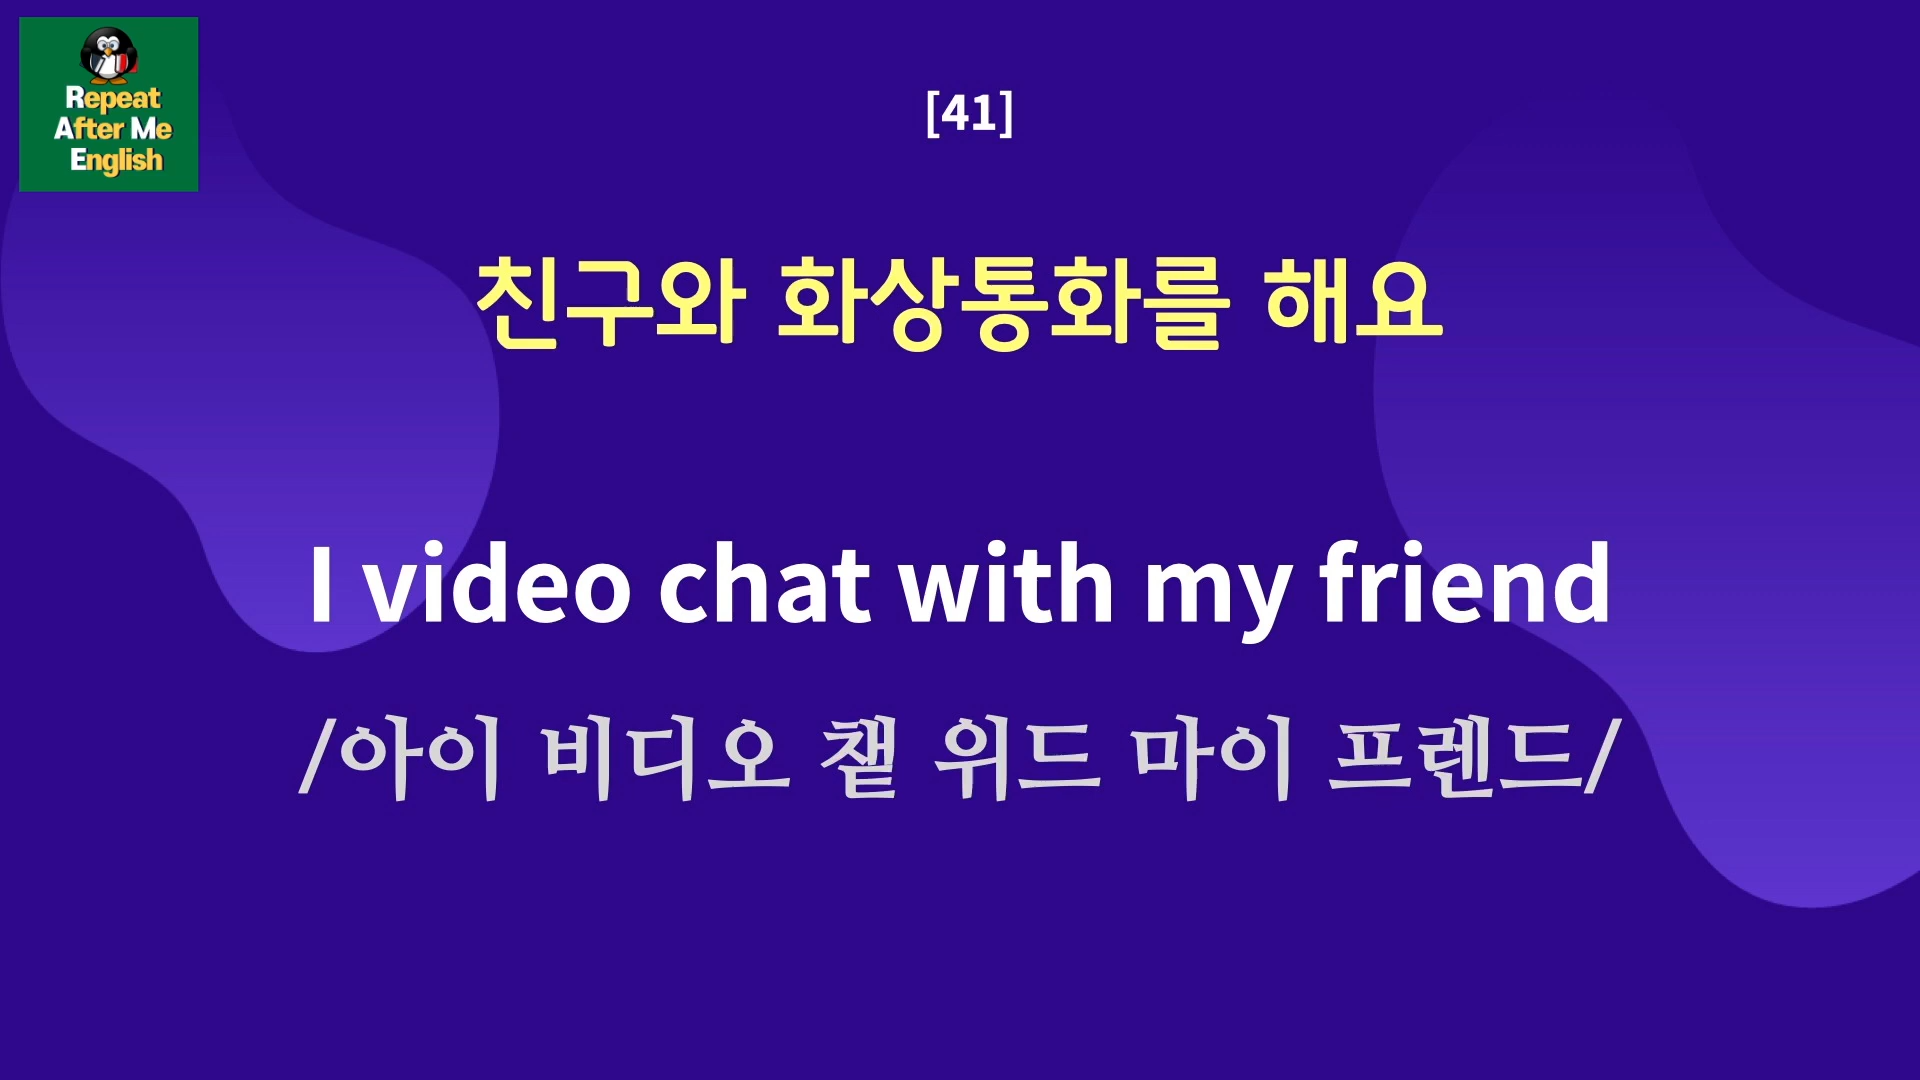 Repeat
After Me
English
[41]
친구와 화상통화를 해요
I video chat with my friend
/아이 비디오 챝 위드 마이 프렌드/